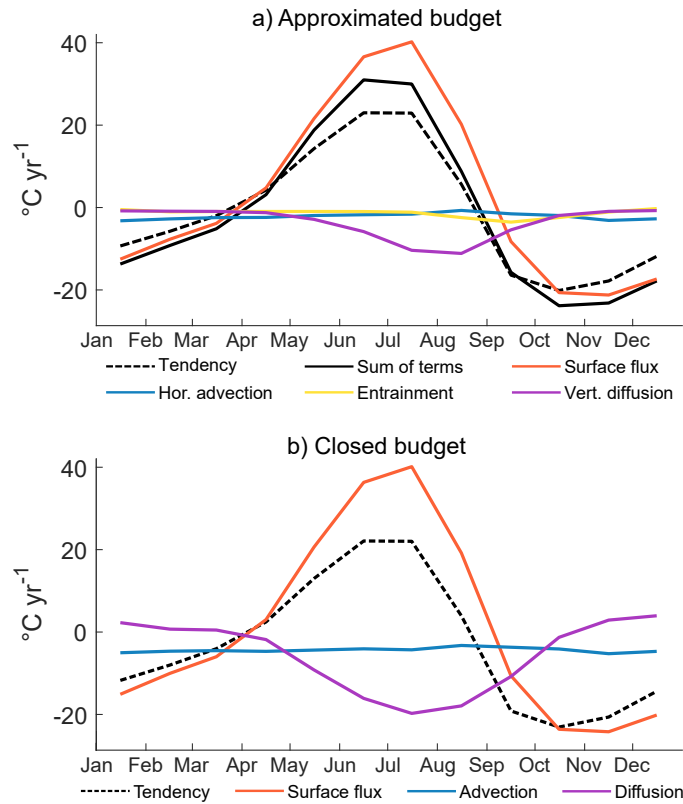 a) Approximated budget
40
20
0
-20
°C yr-1
Jan Feb Mar Apr May Jun Jul Aug Sep Oct Nov Dec
Tendency Sum of terms Surface flux
Hor. advection Entrainment Vert. diffusion
b) Closed budget
40
20
0
-20
°C yr-1
Jan Feb Mar Apr May Jun Jul Aug Sep Oct Nov Dec
Tendency Surface flux Advection Diffusion